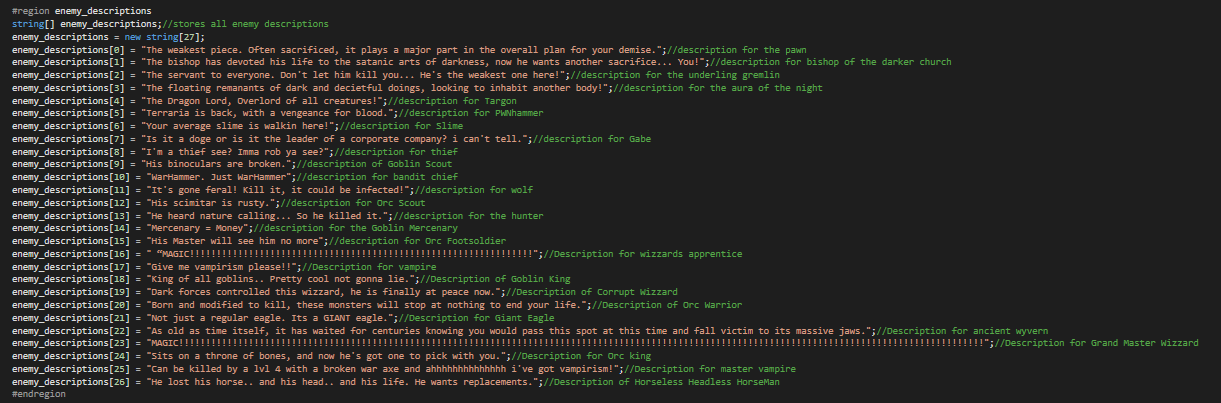 #region enemy_descriptions
string[] enemy_descriptions;//stores all enemy descriptions
enemy_descriptions = new string[27];
enemy_descriptions[0] = "The weakest piece. Often sacrificed, it plays a major part in the overall plan for your demise.";//description for the pawn
enemy_descriptions[1] = "The bishop has devoted his life to the satanic arts of darkness, now he wants another sacrifice... You!";//description for bishop of the darker church
enemy_descriptions[2] = "The servant to everyone. Don't let him kill you... He's the weakest one here!";//description for the underling gremlin
enemy_descriptions[3] = "The floating remanants of dark and decietful doings, looking to inhabit another body!";//description for the aura of the night
enemy_descriptions[4] = "The Dragon Lord, Overlord of all creatures!";//description for Targon
enemy_descriptions[5] = "Terraria is back, with a vengeance for blood.";//description for PWNhammer
enemy_descriptions[6] = "Your average slime is walkin here!";//description for Slime
enemy_descriptions[7] = "Is it a doge or is it the leader of a corporate company? i can't tell.";//description for Gabe
enemy_descriptions[8] = "I'm a thief see? Imma rob ya see?";//description for thief
enemy_descriptions[9] = "His binoculars are broken.";//description of Goblin Scout
enemy_descriptions[10] = "WarHammer. Just WarHammer";//description for bandit chief
enemy_descriptions[11] = "It's gone feral! Kill it, it could be infected!";//description for wolf
enemy_descriptions[12] = "His scimitar is rusty.";//description for Orc Scout
enemy_descriptions[13] = "He heard nature calling... So he killed it.";//description for the hunter
enemy_descriptions[14] = "Mercenary = Money";//description for the Goblin Mercenary
enemy_descriptions[15] = "His Master will see him no more";//description for Orc Footsoldier
enemy_descriptions[16] = " “MAGIC!!!!!!!!!!!!!!!!!!!!!!!!!!!!!!!!!!!!!!!!!!!!!!!!!!!!!!!!!!!!!!!!";//Description for wizzards apprentice
enemy_descriptions[17] = "Give me vampirism please!!";//Description for vampire
enemy_descriptions[18] = "King of all goblins.. Pretty cool not gonna lie.";//Description of Goblin King
enemy_descriptions[19] = "Dark forces controlled this wizzard, he is finally at peace now.";//Description of Corrupt Wizzard
enemy_descriptions[20] = "Born and modified to kill, these monsters will stop at nothing to end your life.";//Description of Orc Warrior
enemy_descriptions[21] = "Not just a regular eagle. Its a GIANT eagle.";//Description for Giant Eagle
enemy_descriptions[22] = "As old as time itself, it has waited for centuries knowing you would pass this spot at this time and fall victim to its massive jaws.";//Description for ancient wyvern
enemy_descriptions[23] = "MAGIC!!!!!!!!!!!!!!!!!!!!!!!!!!!!!!!!!!!!!!!!!!!!!!!!!!!!!!!!!!!!!!!!!!!!!!!!!!!!!!!!!!!!!!!!!!!!!!!!!!!!!!!!!!!!!!!!!!!!!!!!!!!!!!!!!!!!!!!!!!!!!!!!!!!!!!";//Description for Grand Master Wizzard
enemy_descriptions[24] = "Sits on a throne of bones, and now he's got one to pick with you.";//Description for Orc king
enemy_descriptions[25] = "Can be killed by a lvl 4 with a broken war axe and ahhhhhhhhhhhhh i've got vampirism!";//Description for master vampire
enemy_descriptions[26] = "He lost his horse.. and his head.. and his life. He wants replacements.";//Description of Horseless Headless HorseMan
#endregion